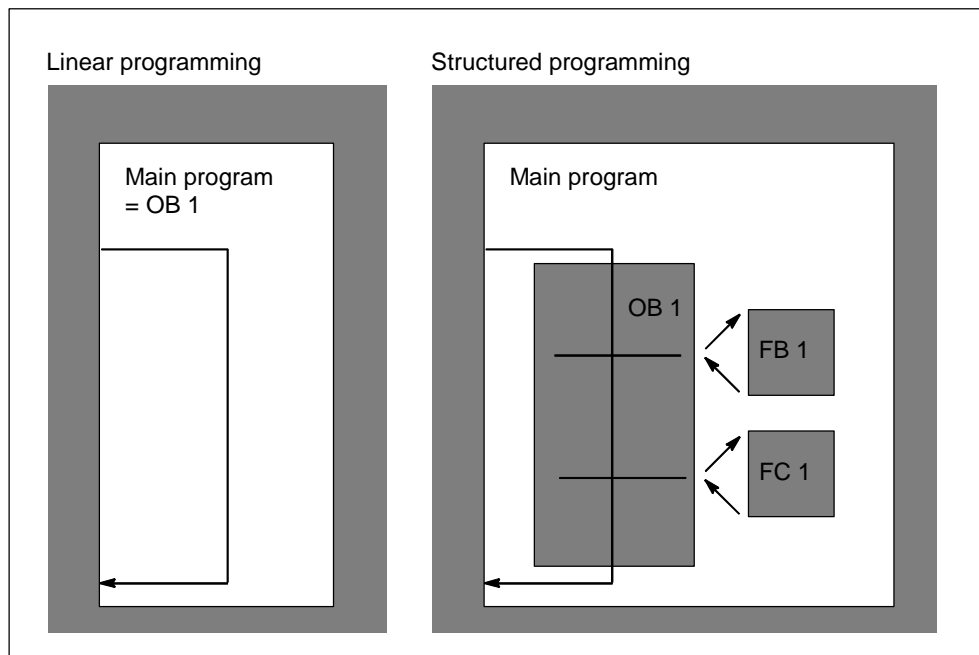 Linear programming
Structured programming
Main program
= OB 1
Main program
OB 1
FB 1
FC 1